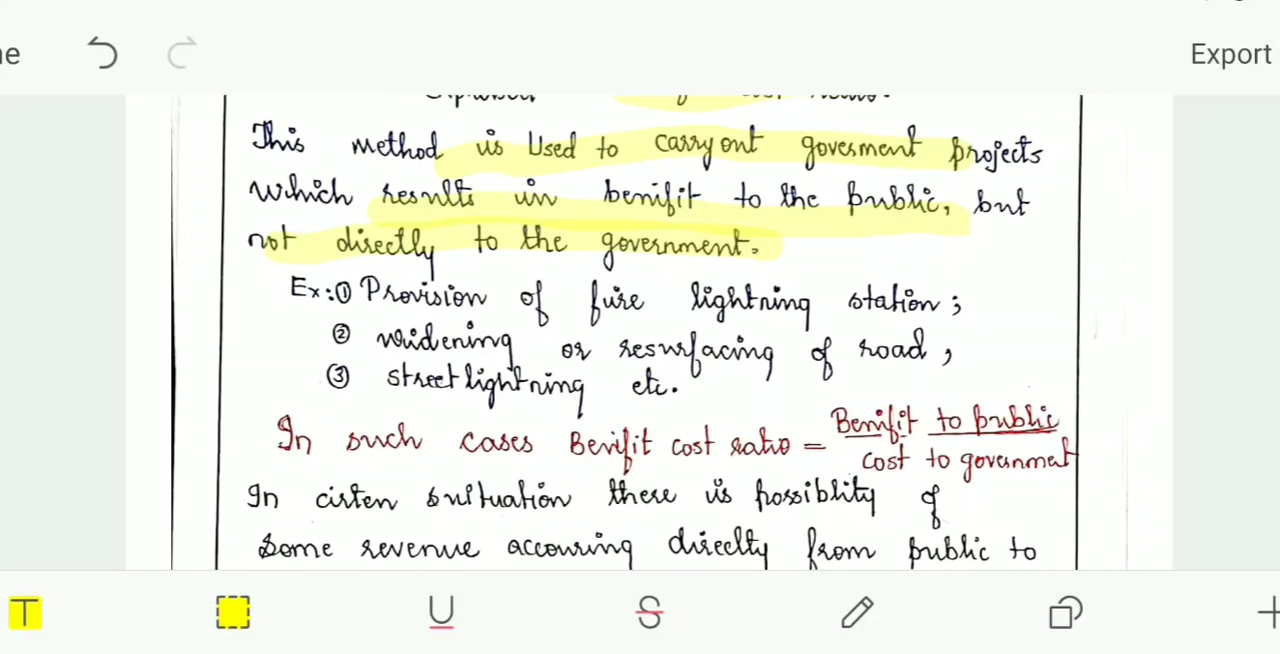 Export
This method is Used to carryout goverment projects
which results in benifit to the public, but
not directly to the government.
Ex:① Provision of fire lightning station;
② widening or resurfacing of road,
③ streetlightning etc.
In such cases Benifit cost ratio = Benifit to public
cost to government
In situation there is possiblity of
Some revenue accouring direclty from public to
T U S